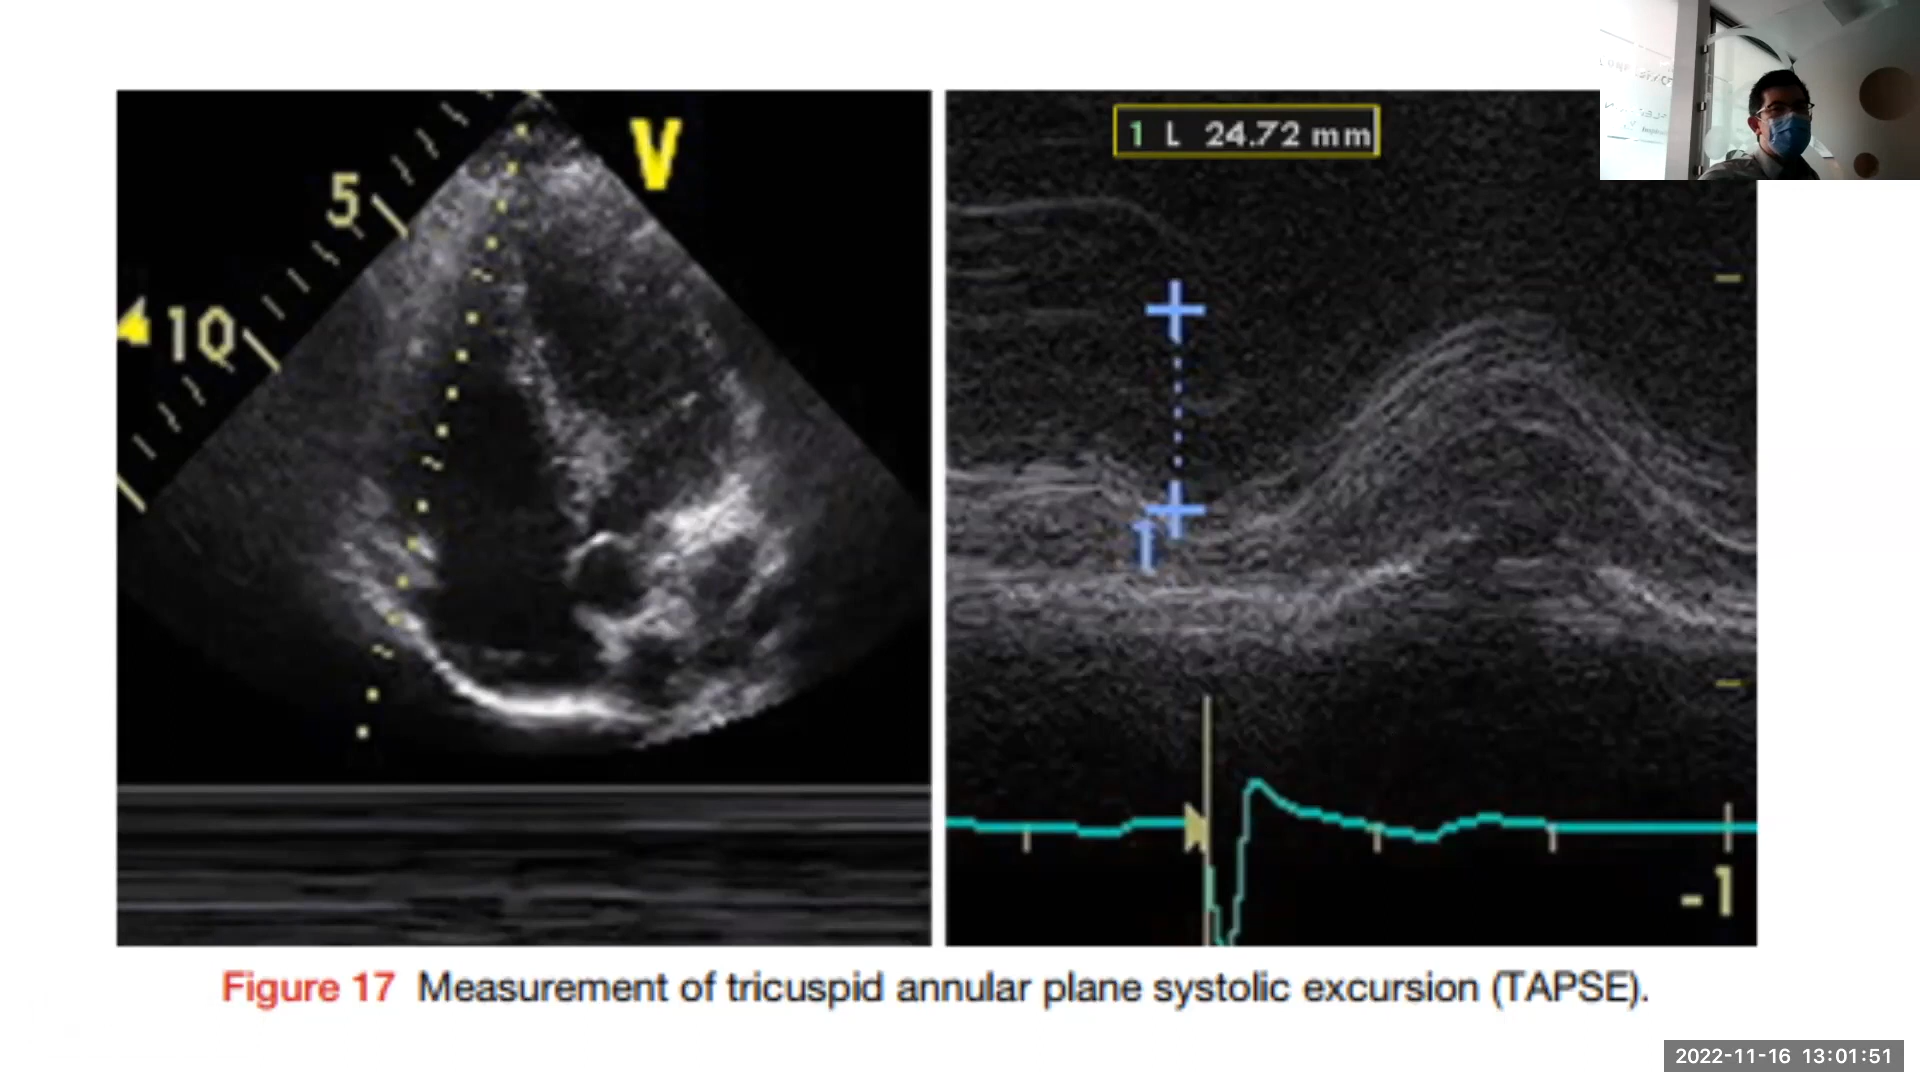 V
5
10
1 L 24.72 mm
1
-1
Figure 17 Measurement of tricuspid annular plane systolic excursion (TAPSE).
2022-11-16 13:01:51